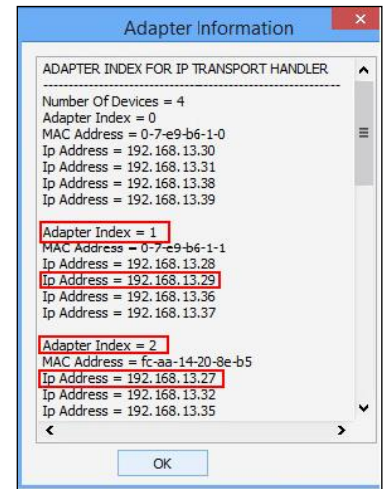 Adapter Information
ADAPTER INDEX FOR IP TRANSPORT HANDLER
------------------------------------------------------------
Number Of Devices = 4
Adapter Index = 0
MAC Address = 0-7-e9-b6-1-0
Ip Address = 192.168.13.30
Ip Address = 192.168.13.31
Ip Address = 192.168.13.38
Ip Address = 192.168.13.39
Adapter Index = 1
MAC Address = 0-7-e9-b6-1-1
Ip Address = 192.168.13.28
Ip Address = 192.168.13.29
Ip Address = 192.168.13.36
Ip Address = 192.168.13.37
Adapter Index = 2
MAC Address = fc-aa-14-20-8e-b5
Ip Address = 192.168.13.27
Ip Address = 192.168.13.32
Ip Address = 192.168.13.35
OK